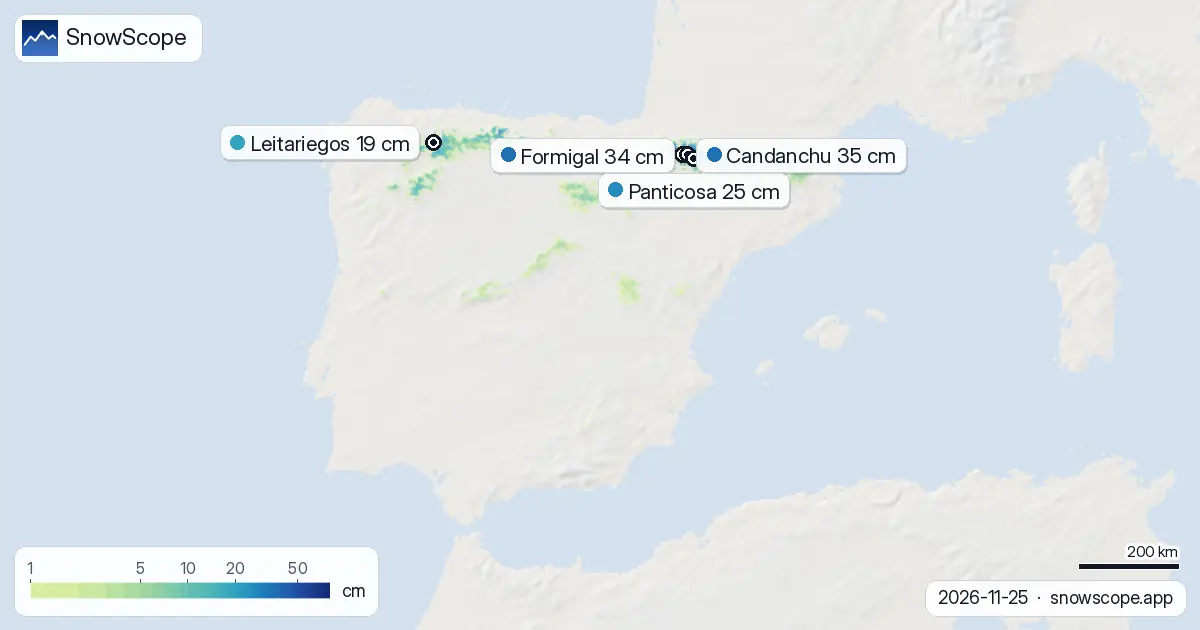 SnowScope
Leitariegos 19 cm
Formigal 34 cm
Candanchu 35 cm
Panticosa 25 cm
1 5 10 20 50
cm
200 km
2026-11-25 · snowscope.app